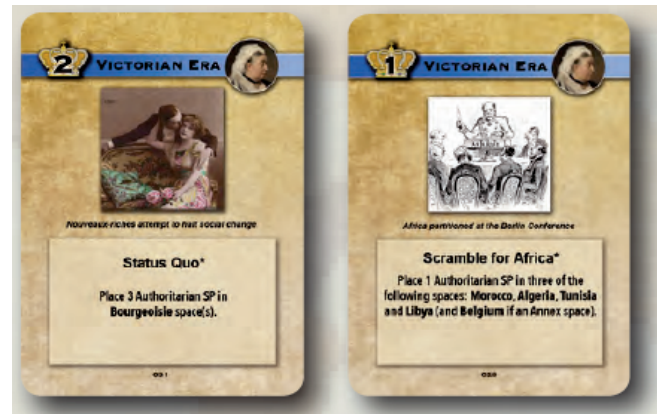 2 VICTORIAN ERA
Nouveaux-riches attempt to halt social change
Status Quo*
Place 3 Authoritarian SP in
Bourgeoisie space(s).
1 VICTORIAN ERA
Africa partitioned at the Berlin Conference
Scramble for Africa*
Place 1 Authoritarian SP in three of the
following spaces: Morocco, Algeria, Tunisia
and Libya (and Belgium if an Annex space).